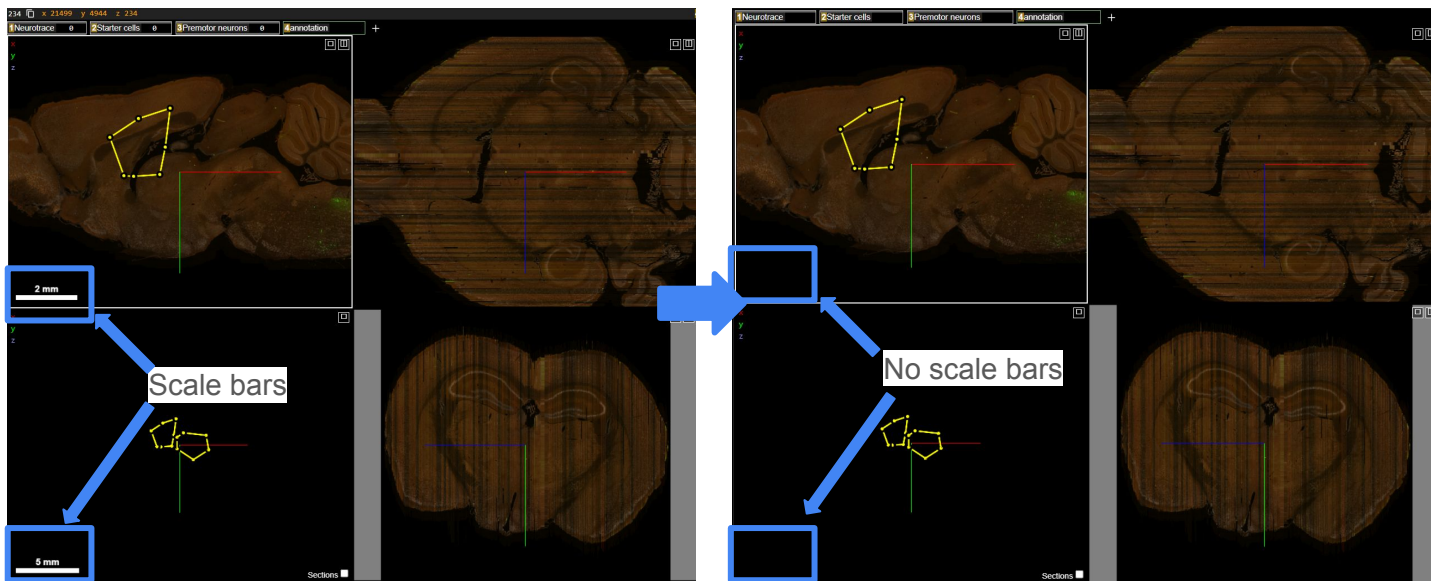 234 x 21499 y 4944 z 234
1Neurotrace 0 2Starter cells 0 3Premotor neurons 0 4annotation +
x
y
z
2 mm
y
z
Scale bars
5 mm
Sections
1Neurotrace 2Starter cells 3Premotor neurons 4annotation +
x
y
z
y
z
No scale bars
Sections